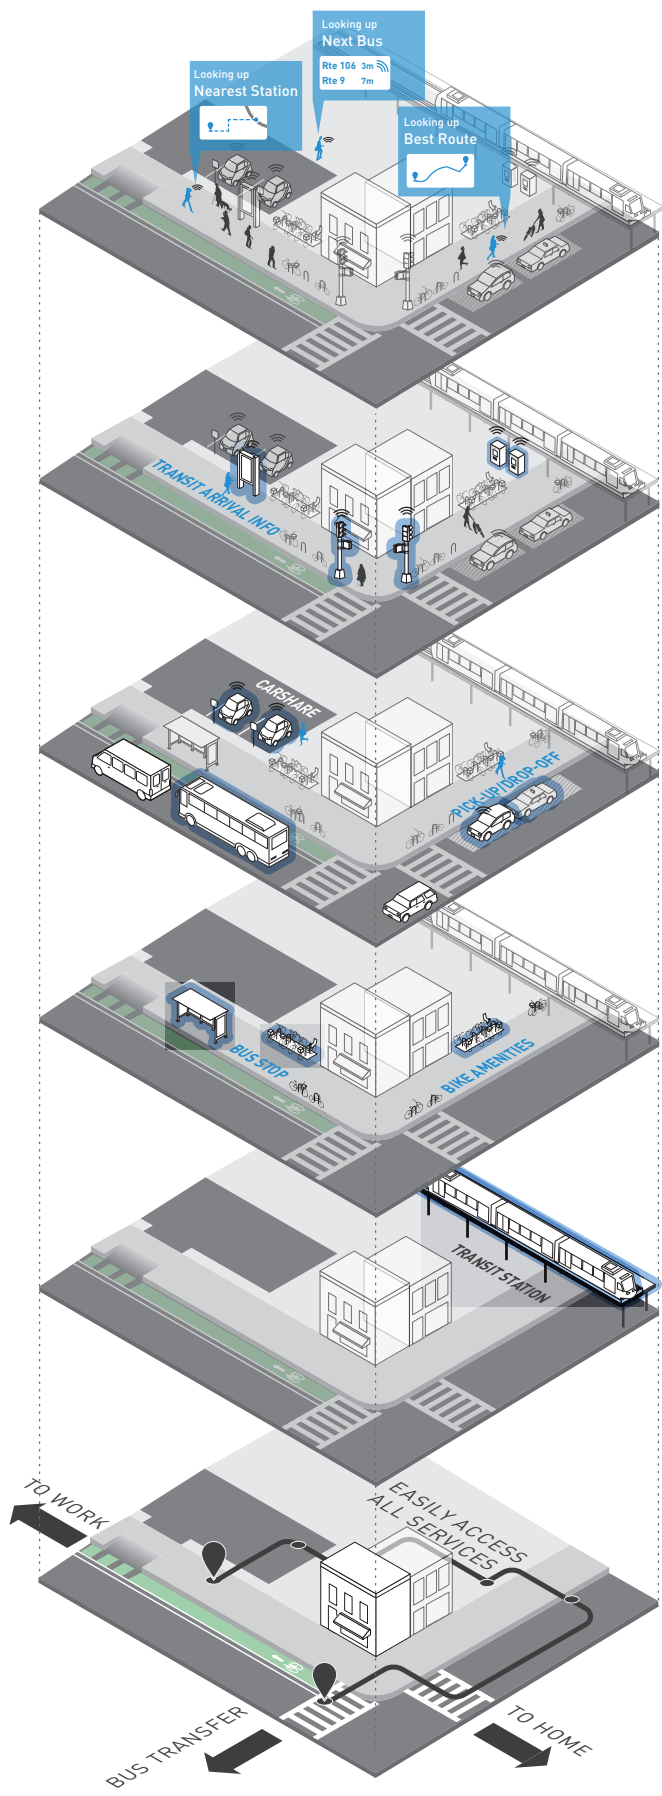 Looking up
Next Bus
Rte 106 3m
Rte 9 7m
Looking up
Nearest Station
Looking up
Best Route
TRANSIT ARRIVAL INFO
CARSHARE
PICK-UP/DROP-OFF
BUS STOP
BIKE AMENITIES
TRANSIT STATION
TO WORK
EASILY ACCESS
ALL SERVICES
BUS TRANSFER
TO HOME